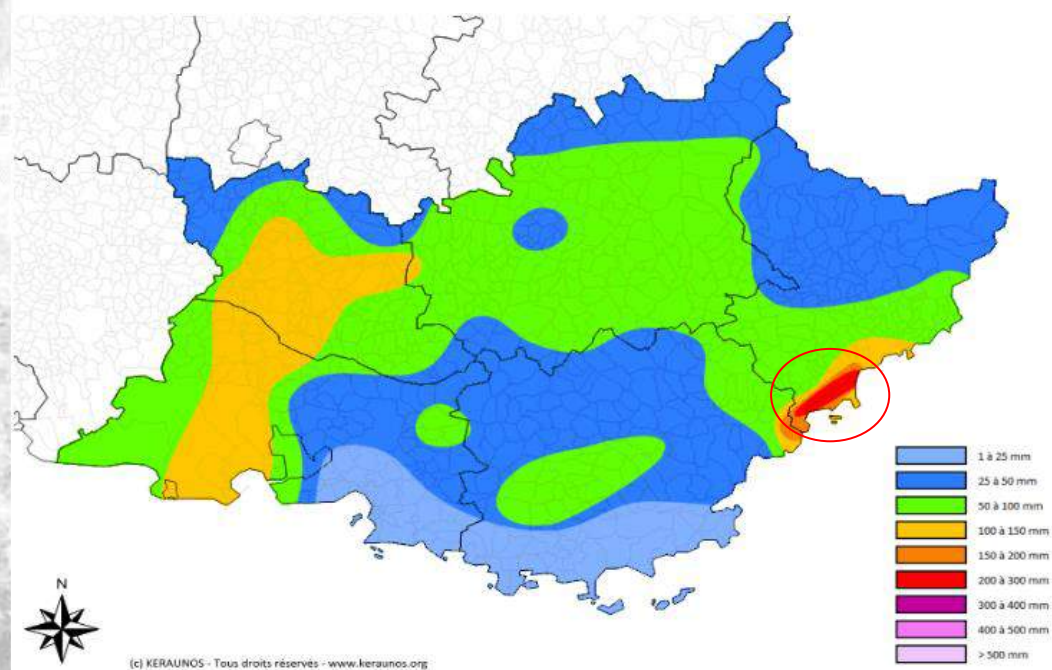 1 à 25 mm
25 à 50 mm
50 à 100 mm
100 à 150 mm
150 à 200 mm
200 à 300 mm
300 à 400 mm
400 à 500 mm
> 500 mm
N
(c) KERAUNOS - Tous droits réservés - www.keraunos.org